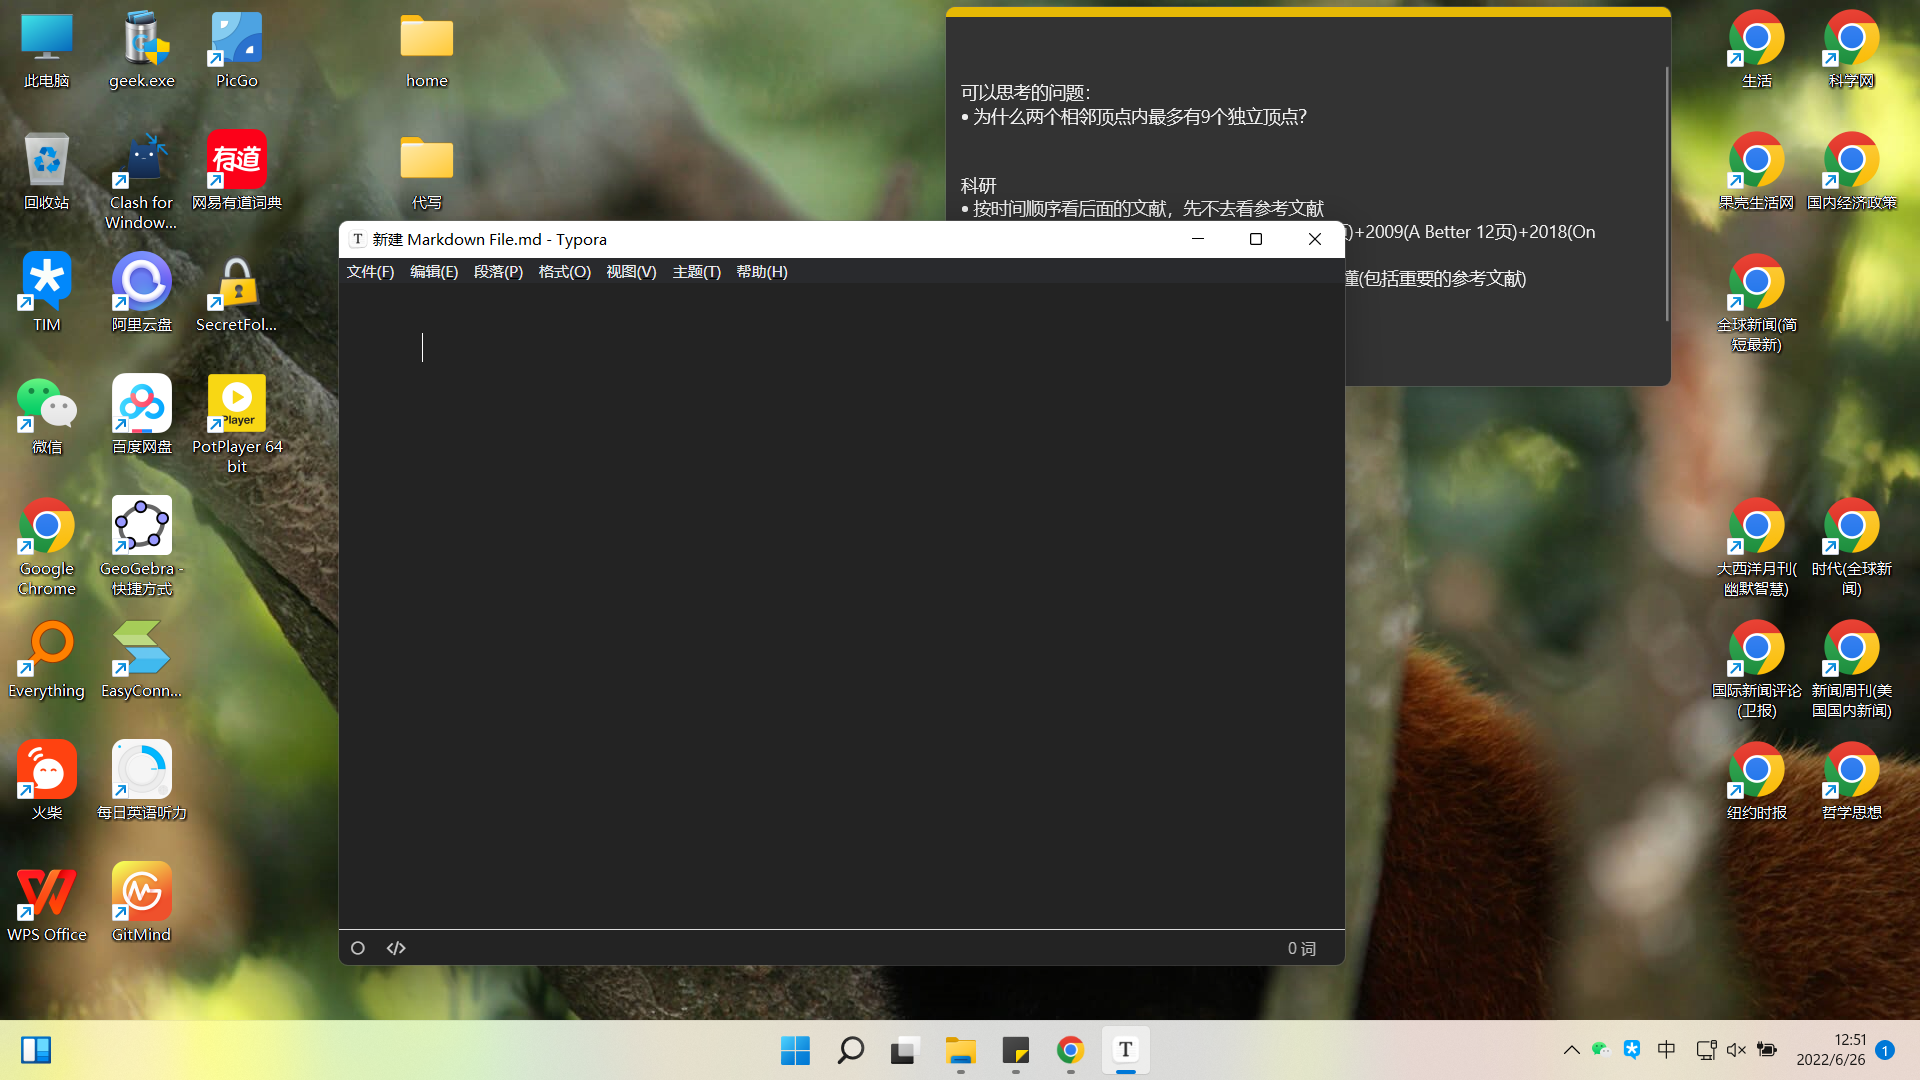 此电脑
geek.exe
PicGo
home
回收站
Clash for
Window...
有道
网易有道词典
代写
TIM
阿里云盘
SecretFol...
微信
百度网盘
Player
PotPlayer 64
bit
Google
Chrome
GeoGebra -
快捷方式
Everything
EasyConn...
火柴
每日英语听力
WPS Office
GitMind
可以思考的问题：
• 为什么两个相邻顶点内最多有9个独立顶点?
科研
• 按时间顺序看后面的文献，先不去看参考文献
)+2009(A Better 12页)+2018(On
懂(包括重要的参考文献)
T 新建 Markdown File.md - Typora
文件(F) 编辑(E) 段落(P) 格式(O) 视图(V) 主题(T) 帮助(H)
0 词
生活
科学网
果壳生活网
国内经济政策
全球新闻(简
短最新)
大西洋月刊(
幽默智慧)
时代(全球新
闻)
国际新闻评论
(卫报)
新闻周刊(美
国国内新闻)
纽约时报
哲学思想
T
中
12:51
2022/6/26
1